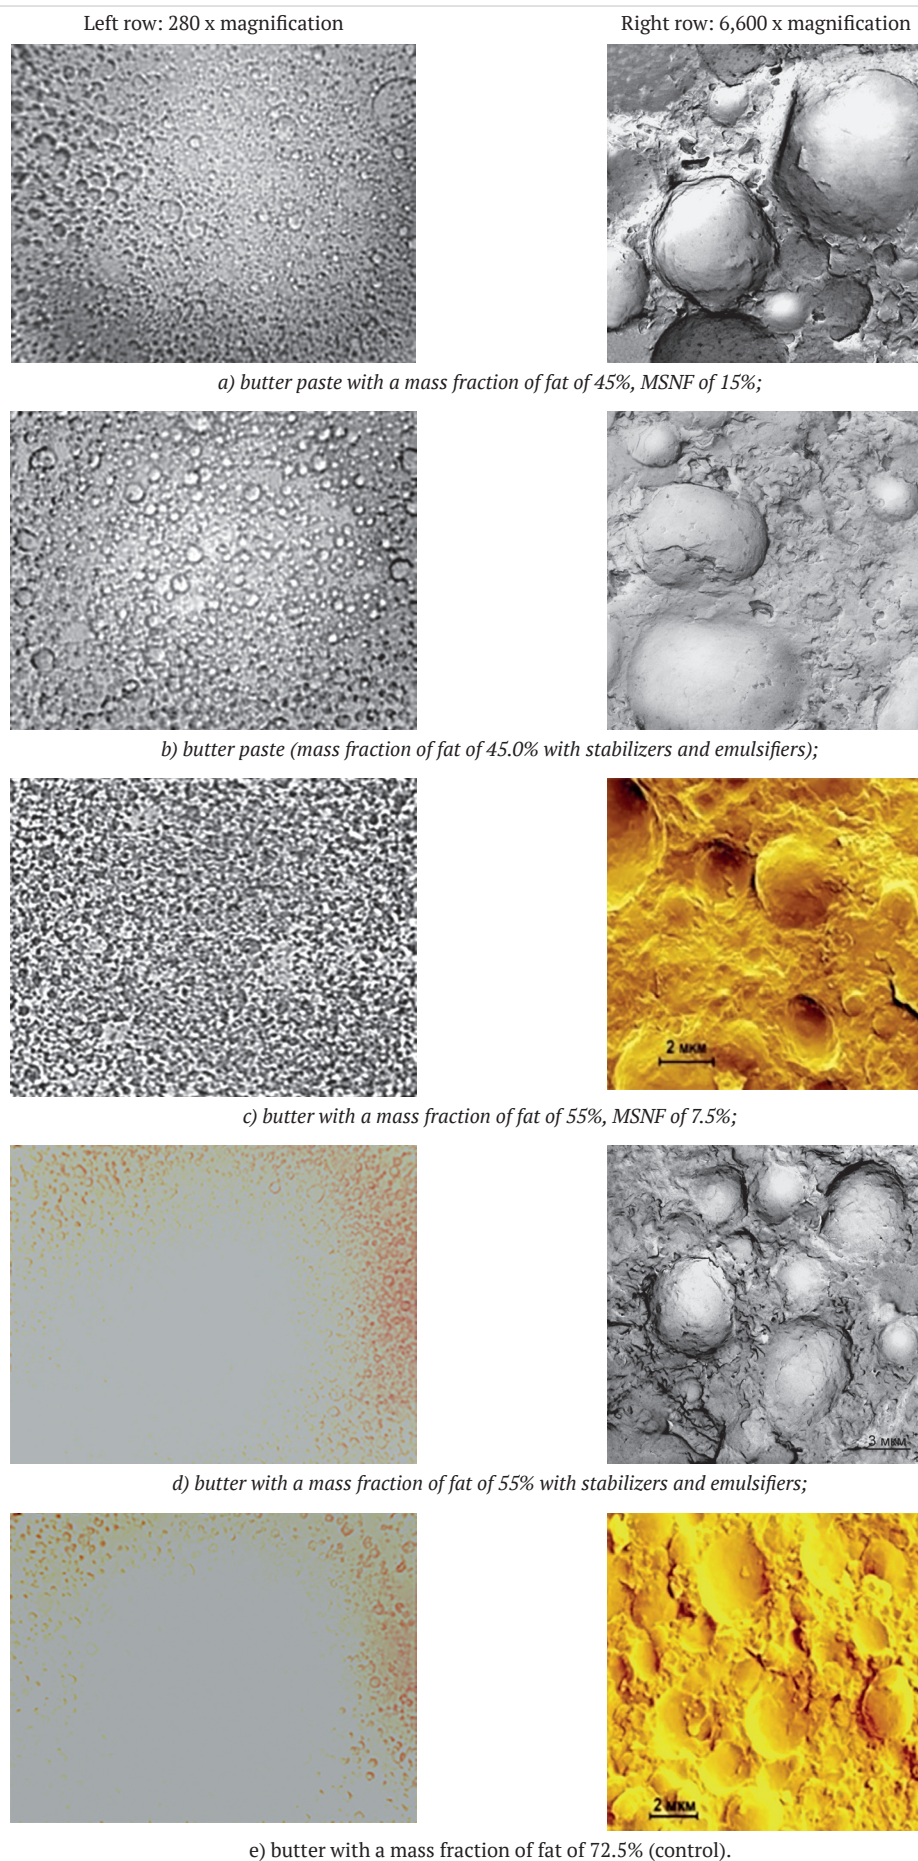 Left row: 280 x magnification
Right row: 6,600 x magnification
a) butter paste with a mass fraction of fat of 45%, MSNF of 15%;
b) butter paste (mass fraction of fat of 45.0% with stabilizers and emulsifiers);
2 мкм
c) butter with a mass fraction of fat of 55%, MSNF of 7.5%;
3 мкм
d) butter with a mass fraction of fat of 55% with stabilizers and emulsifiers;
2 мкм
e) butter with a mass fraction of fat of 72.5% (control).